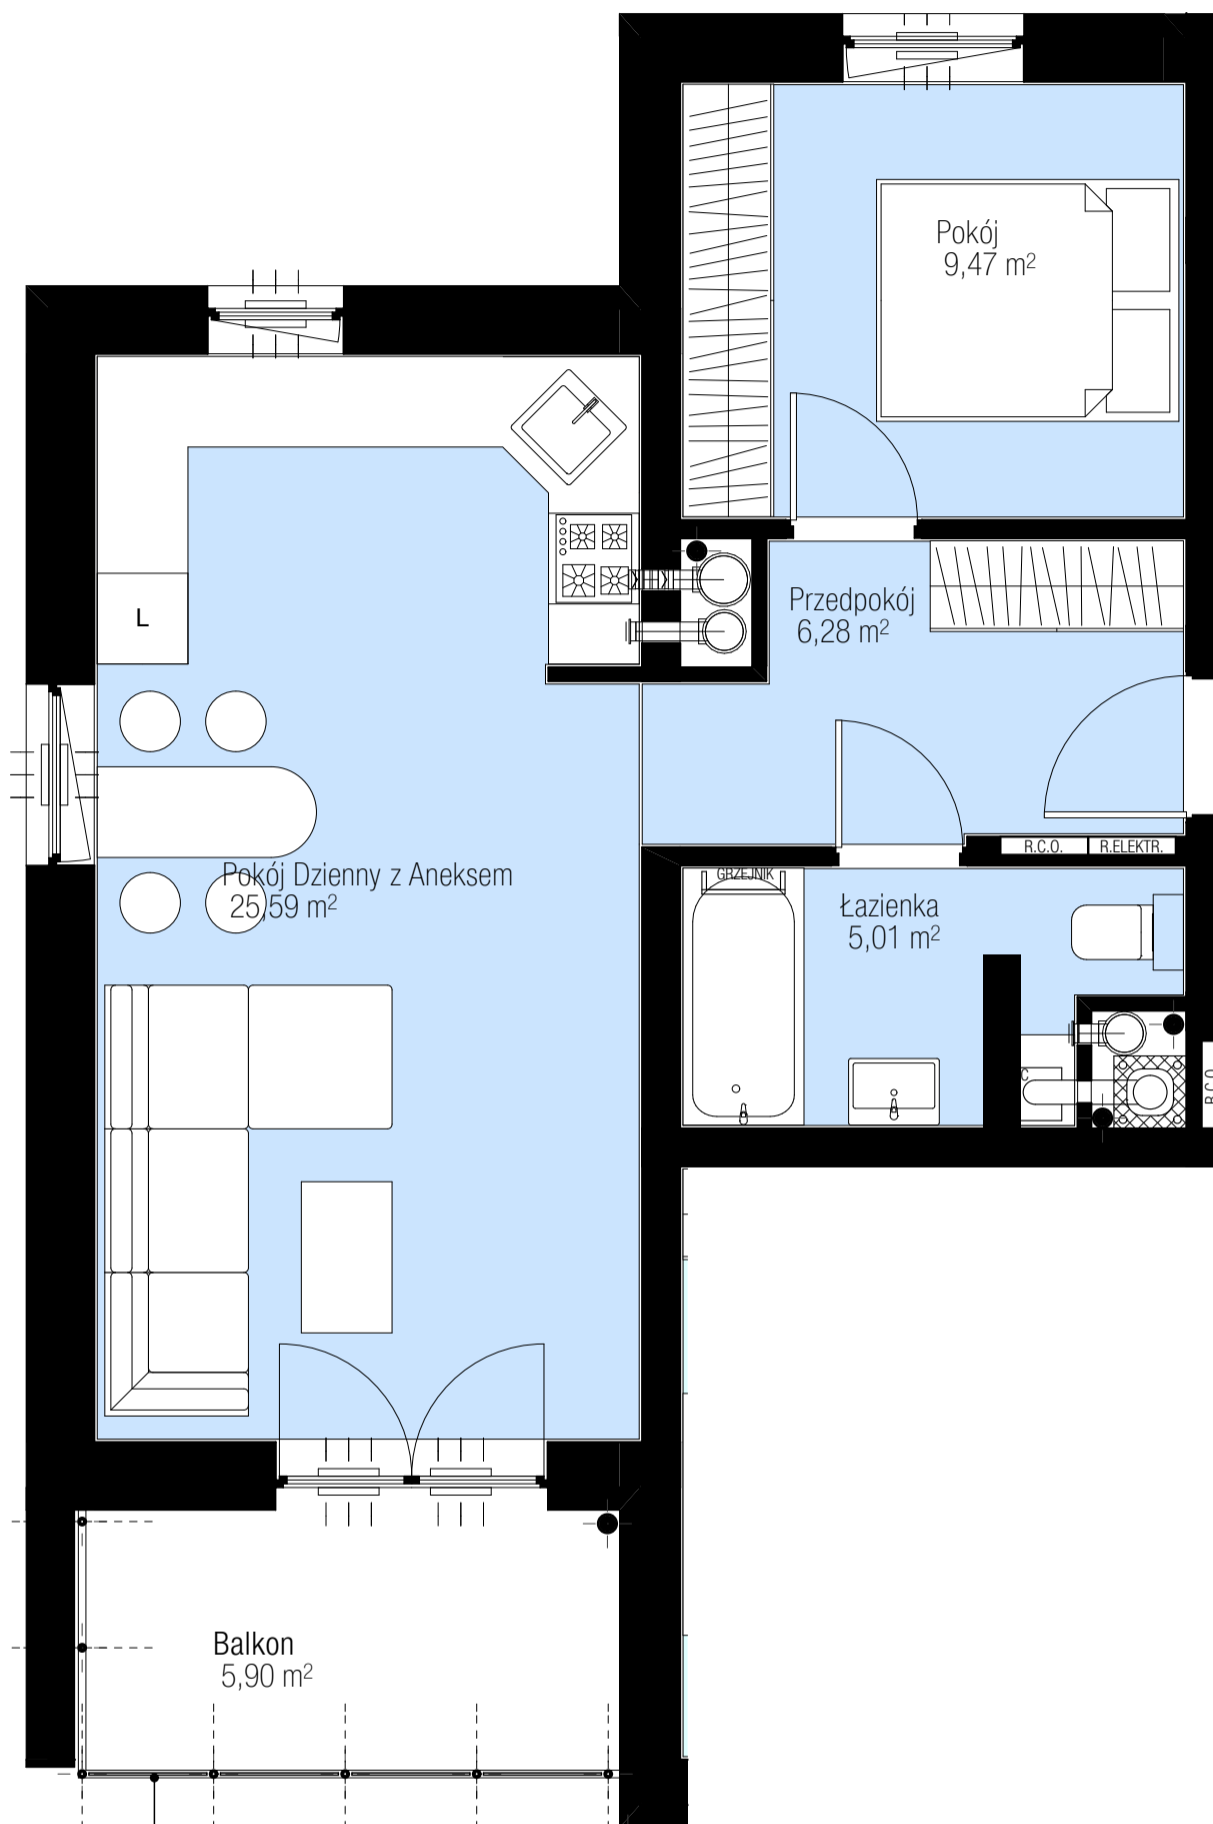 Pokój
9,47 m²
L
Przedpokój
6,28 m²
R.C.O.
R.ELEKTR.
Pokój Dzienny z Aneksem
25,59 m²
GRZEJNIK
Łazienka
5,01 m²
C
R.C.O.
Balkon
5,90 m²